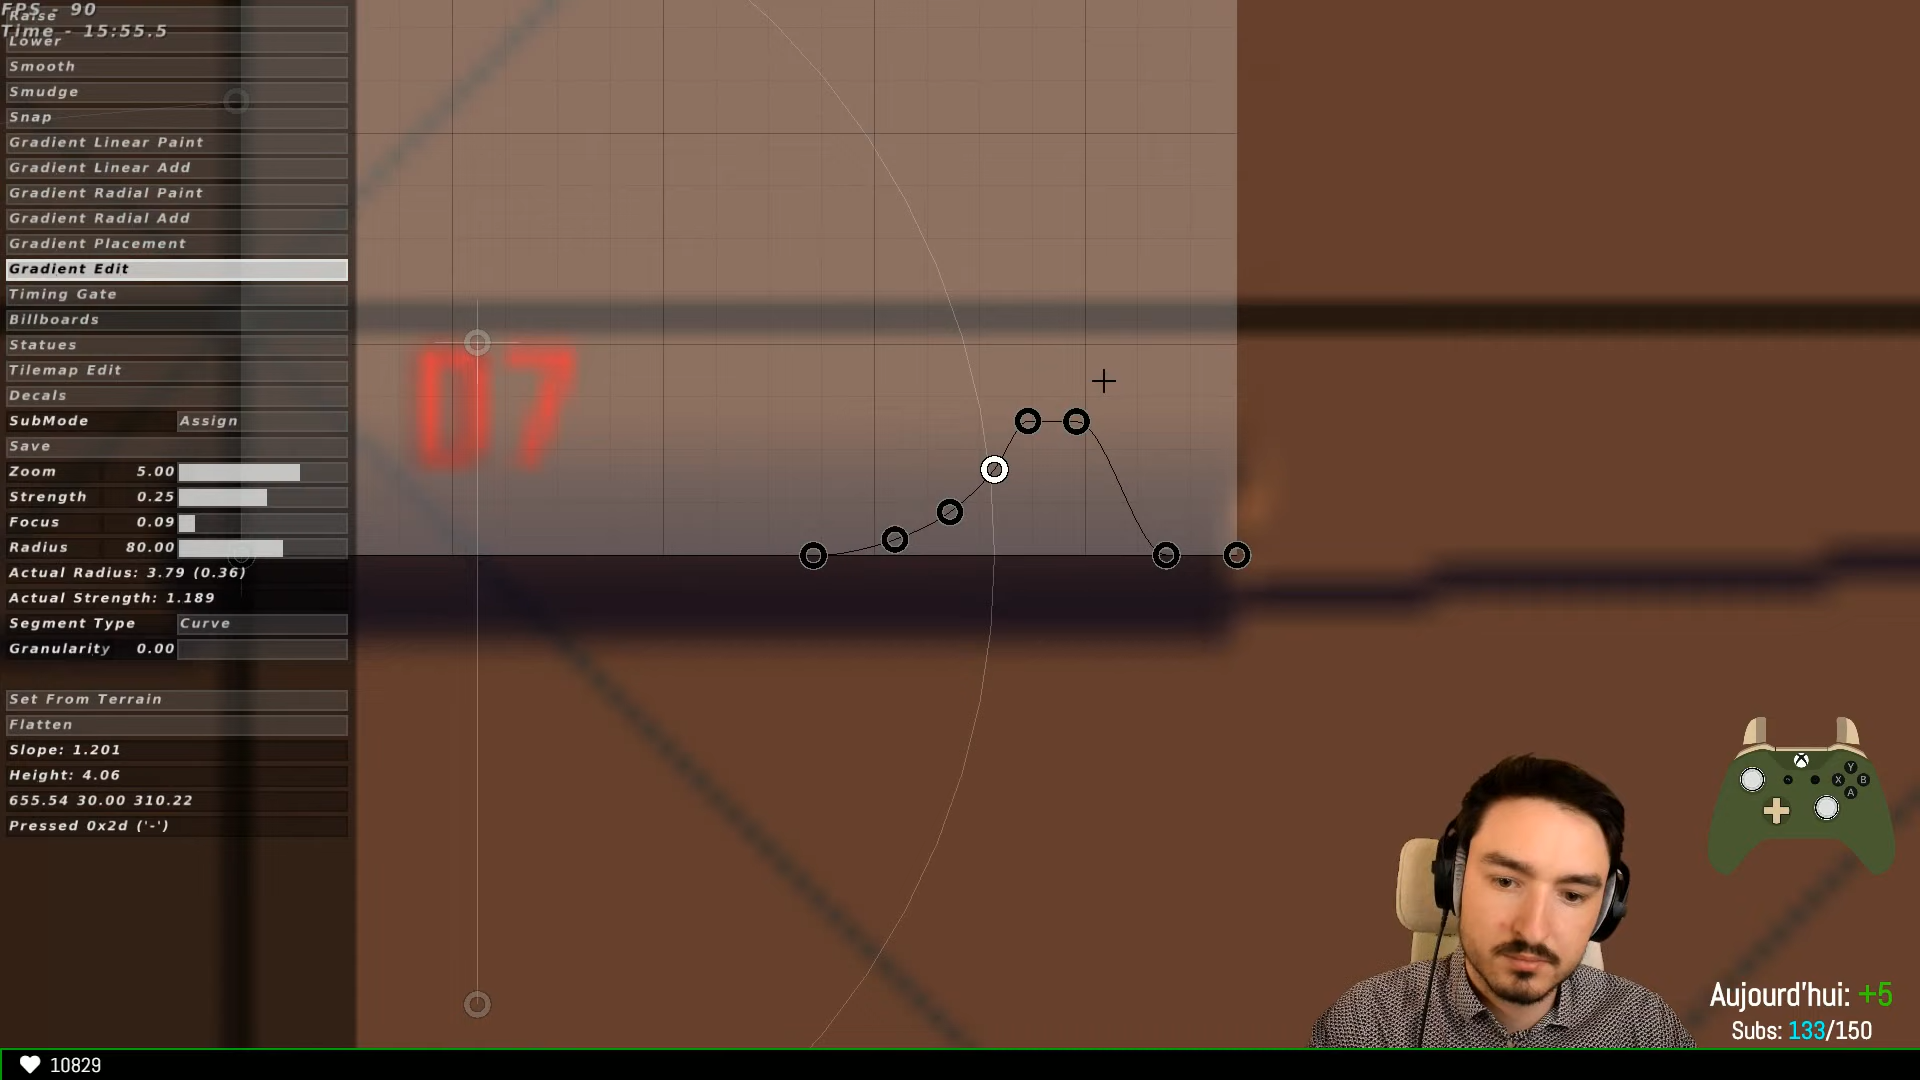 FPS - 90
Raise
Time - 15:55.5
Lower
Smooth
Smudge
Snap
Gradient Linear Paint
Gradient Linear Add
Gradient Radial Paint
Gradient Radial Add
Gradient Placement
Gradient Edit
Timing Gate
Billboards
Statues
Tilemap Edit
Decals
SubMode Assign
Save
Zoom 5.00
Strength 0.25
Focus 0.09
Radius 80.00
Actual Radius: 3.79 (0.36)
Actual Strength: 1.189
Segment Type Curve
Granularity 0.00
Set From Terrain
Flatten
Slope: 1.201
Height: 4.06
655.54 30.00 310.22
Pressed 0x2d ('-')
07
Y
X B
A
Aujourd'hui: +5
Subs: 133/150
10829